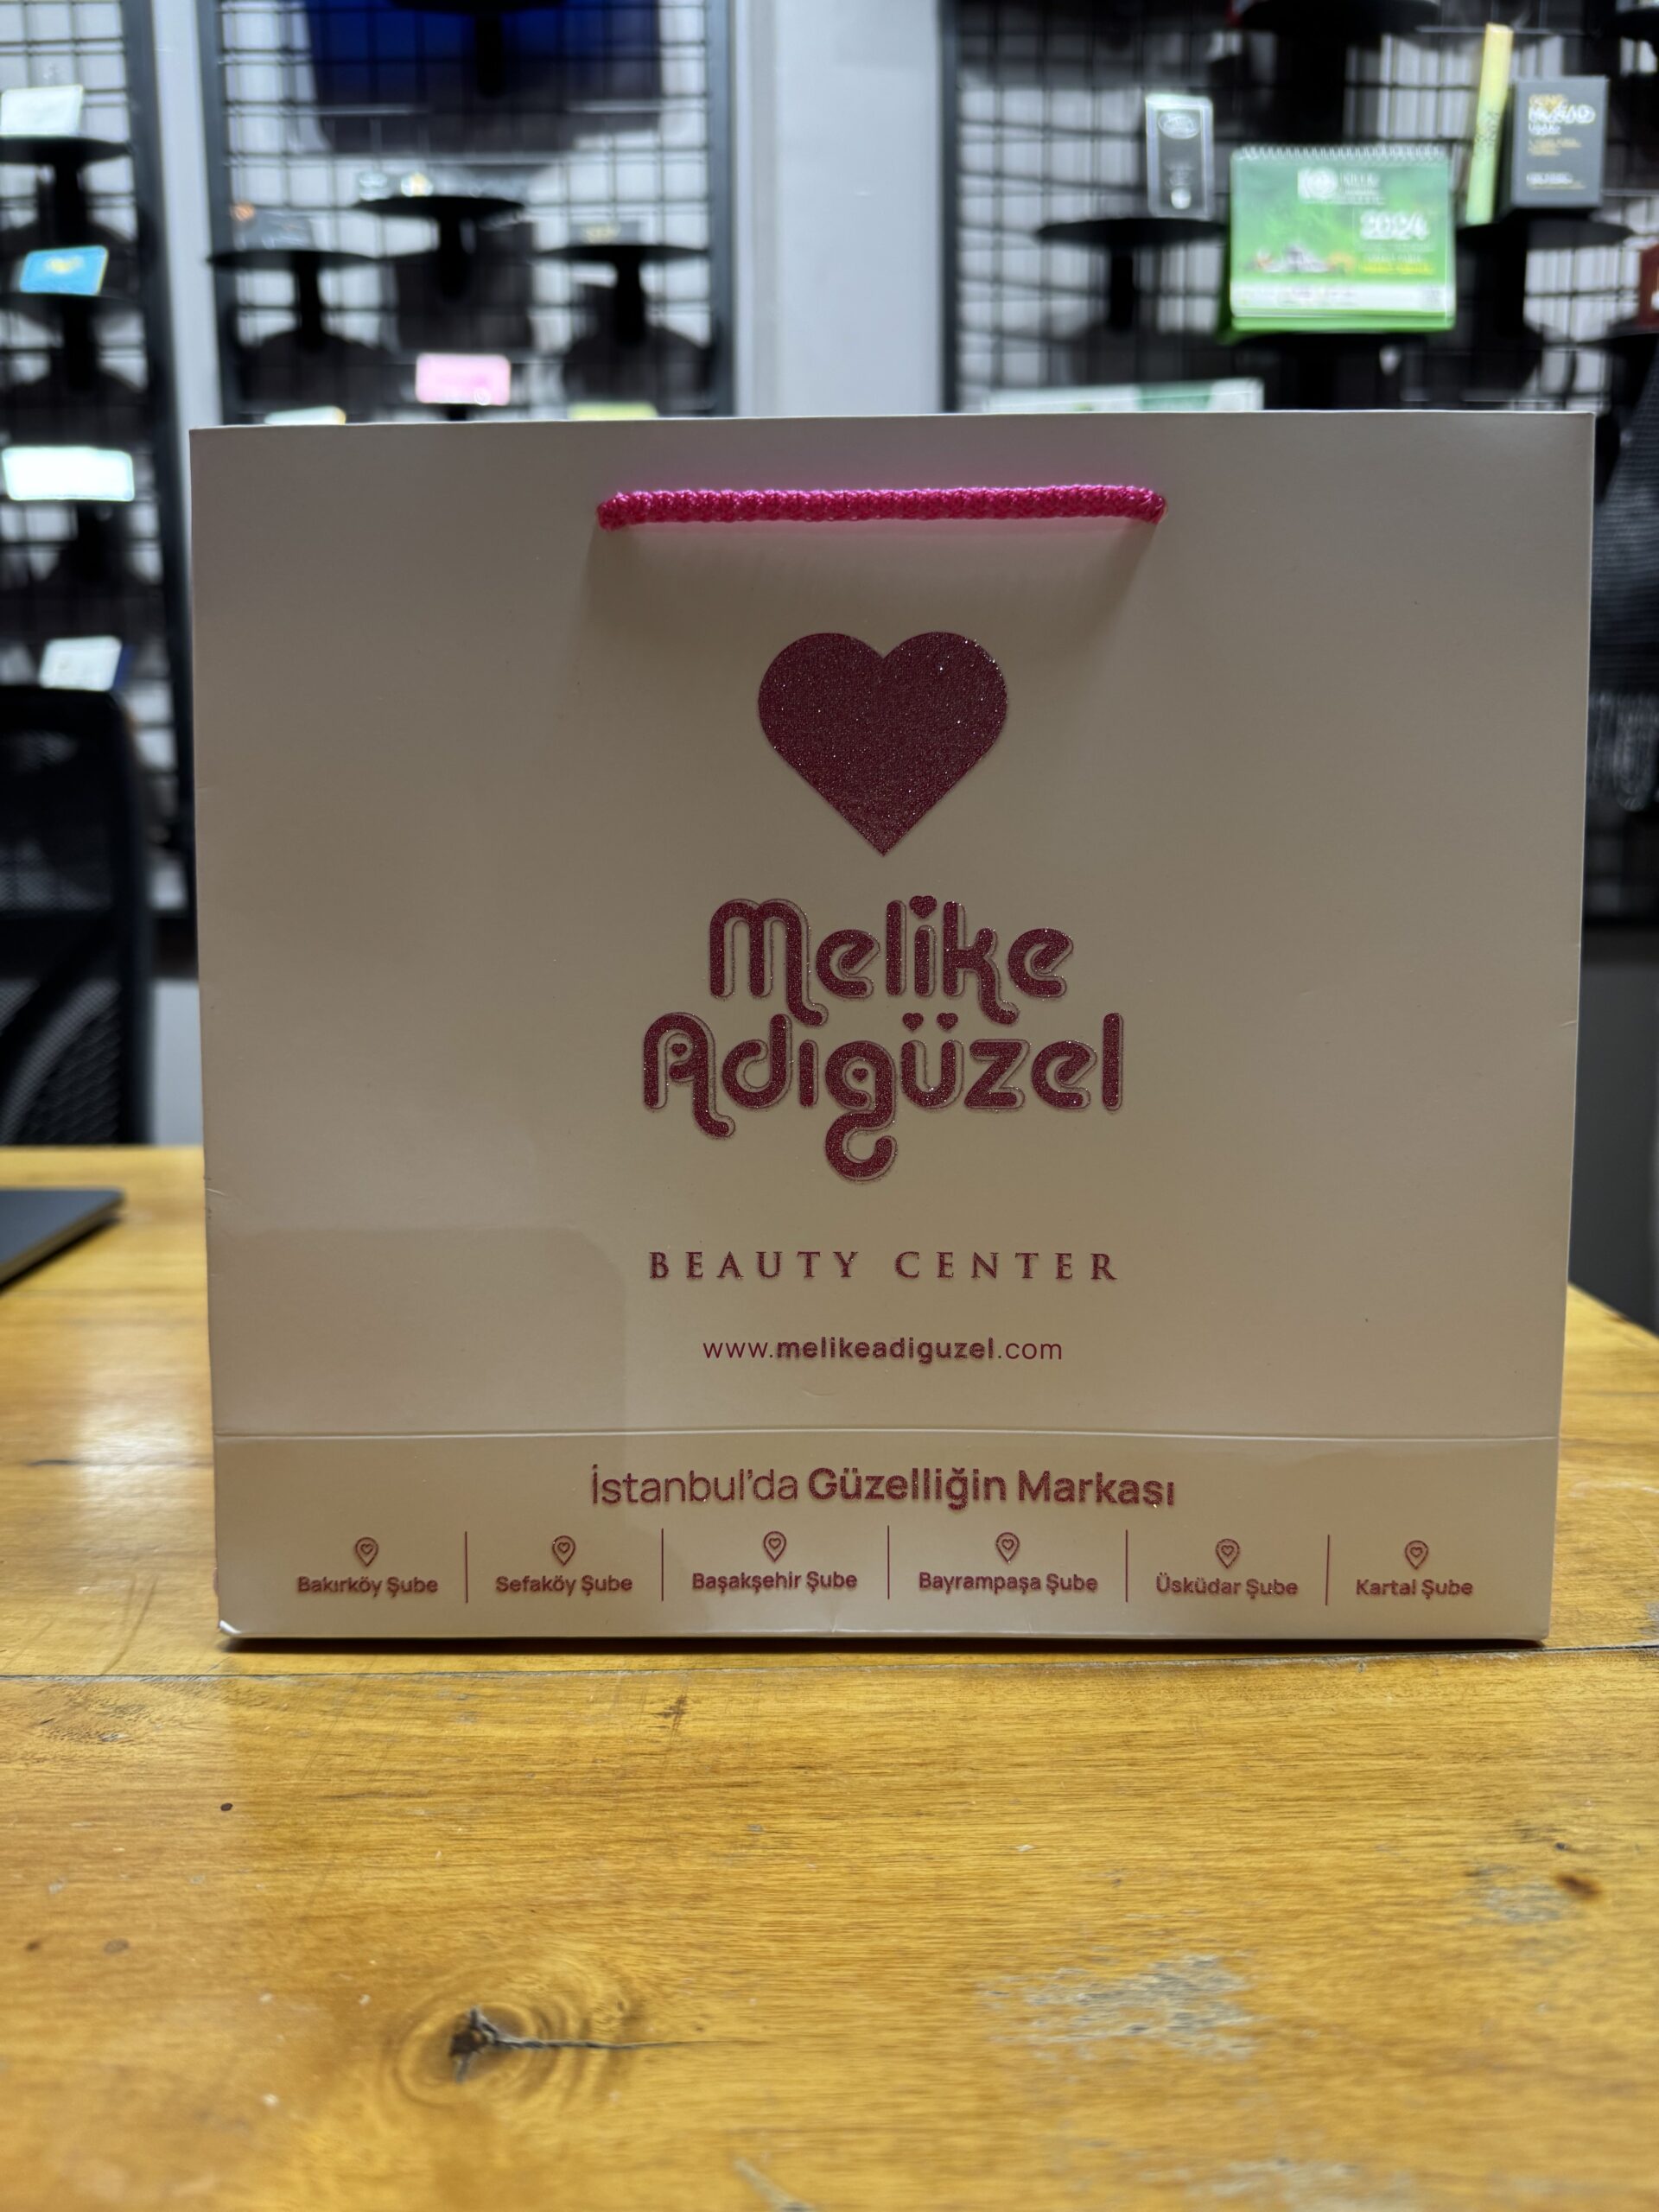 2024
Melike
Adıgüzel
BEAUTY CENTER
www.melikeadiguzel.com
İstanbul'da Güzelliğin Markası
Bakırköy Şube
Sefaköy Şube
Başakşehir Şube
Bayrampaşa Şube
Üsküdar Şube
Kartal Şube